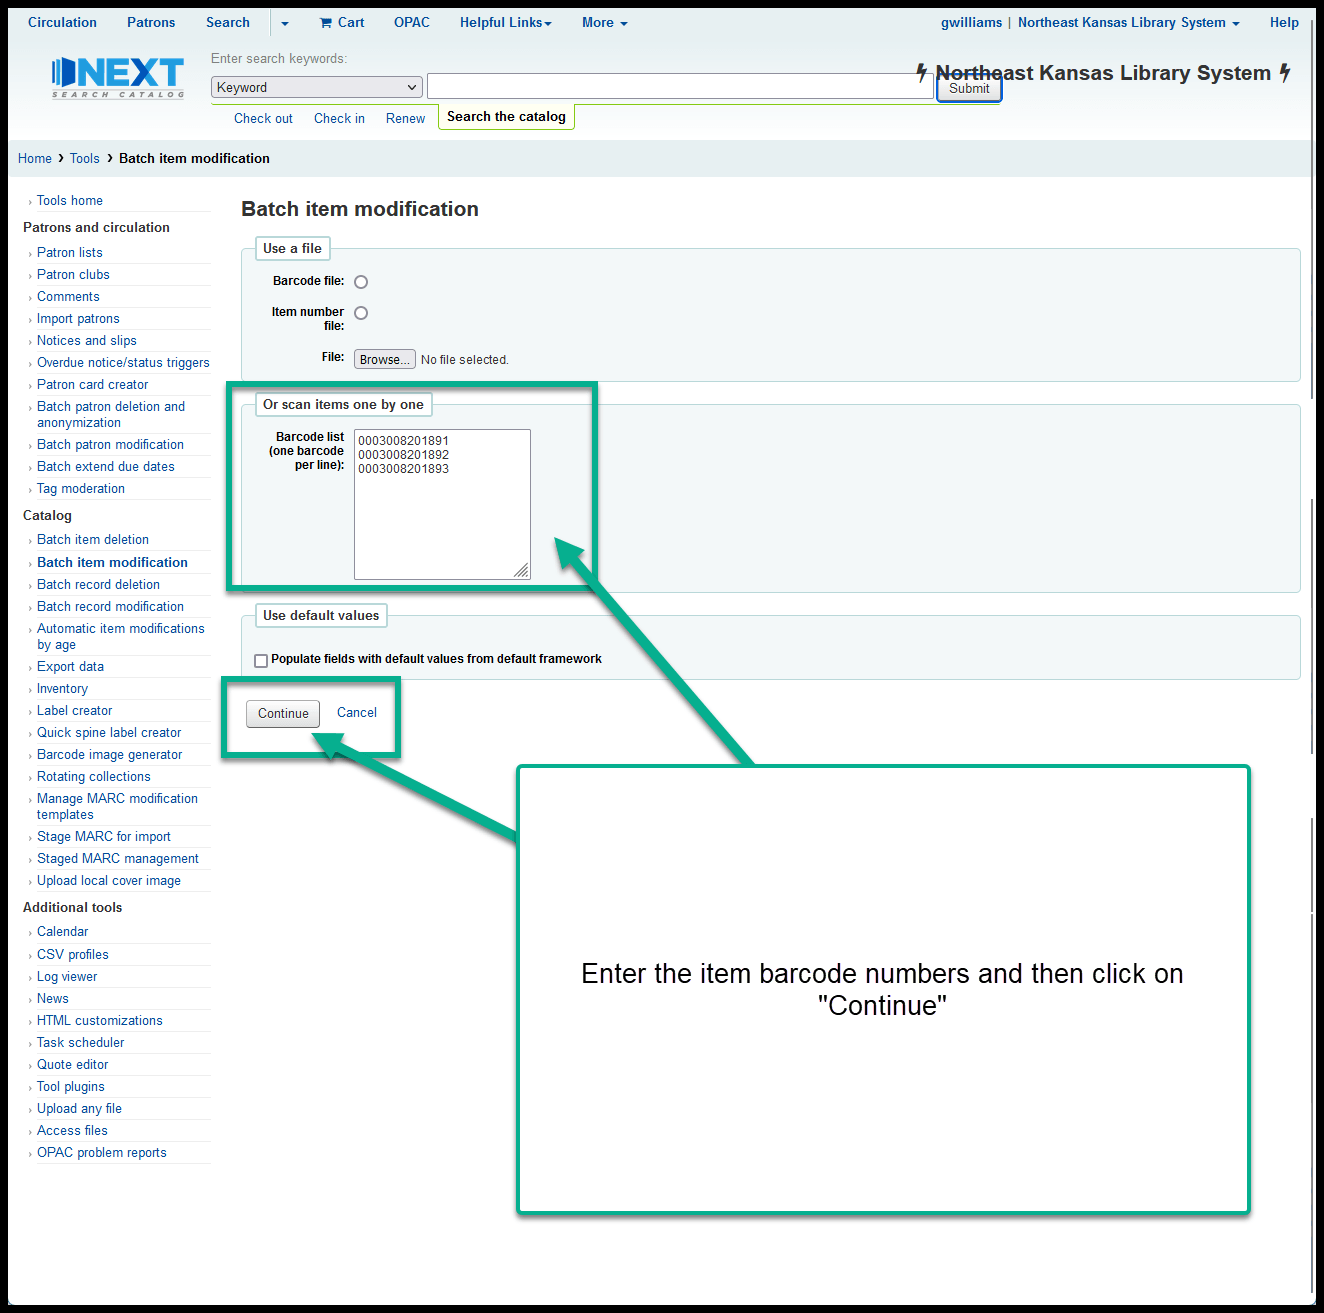 Circulation Patrons Search Cart OPAC Helpful Links More gwilliams | Northeast Kansas Library System Help
NEXT
SEARCH CATALOG
Enter search keywords:
Keyword
Submit
Northeast Kansas Library System
Check out Check in Renew Search the catalog
Home › Tools › Batch item modification
Tools home
Patrons and circulation
Patron lists
Patron clubs
Comments
Import patrons
Notices and slips
Overdue notice/status triggers
Patron card creator
Batch patron deletion and
anonymization
Batch patron modification
Batch extend due dates
Tag moderation
Catalog
Batch item deletion
Batch item modification
Batch record deletion
Batch record modification
Automatic item modifications
by age
Export data
Inventory
Label creator
Quick spine label creator
Barcode image generator
Rotating collections
Manage MARC modification
templates
Stage MARC for import
Staged MARC management
Upload local cover image
Additional tools
Calendar
CSV profiles
Log viewer
News
HTML customizations
Task scheduler
Quote editor
Tool plugins
Upload any file
Access files
OPAC problem reports
Batch item modification
Use a file
Barcode file:
Item number
file:
File: Browse... No file selected.
Or scan items one by one
Barcode list
(one barcode
per line):
0003008201891
0003008201892
0003008201893
Use default values
Populate fields with default values from default framework
Continue Cancel
Enter the item barcode numbers and then click on
"Continue"